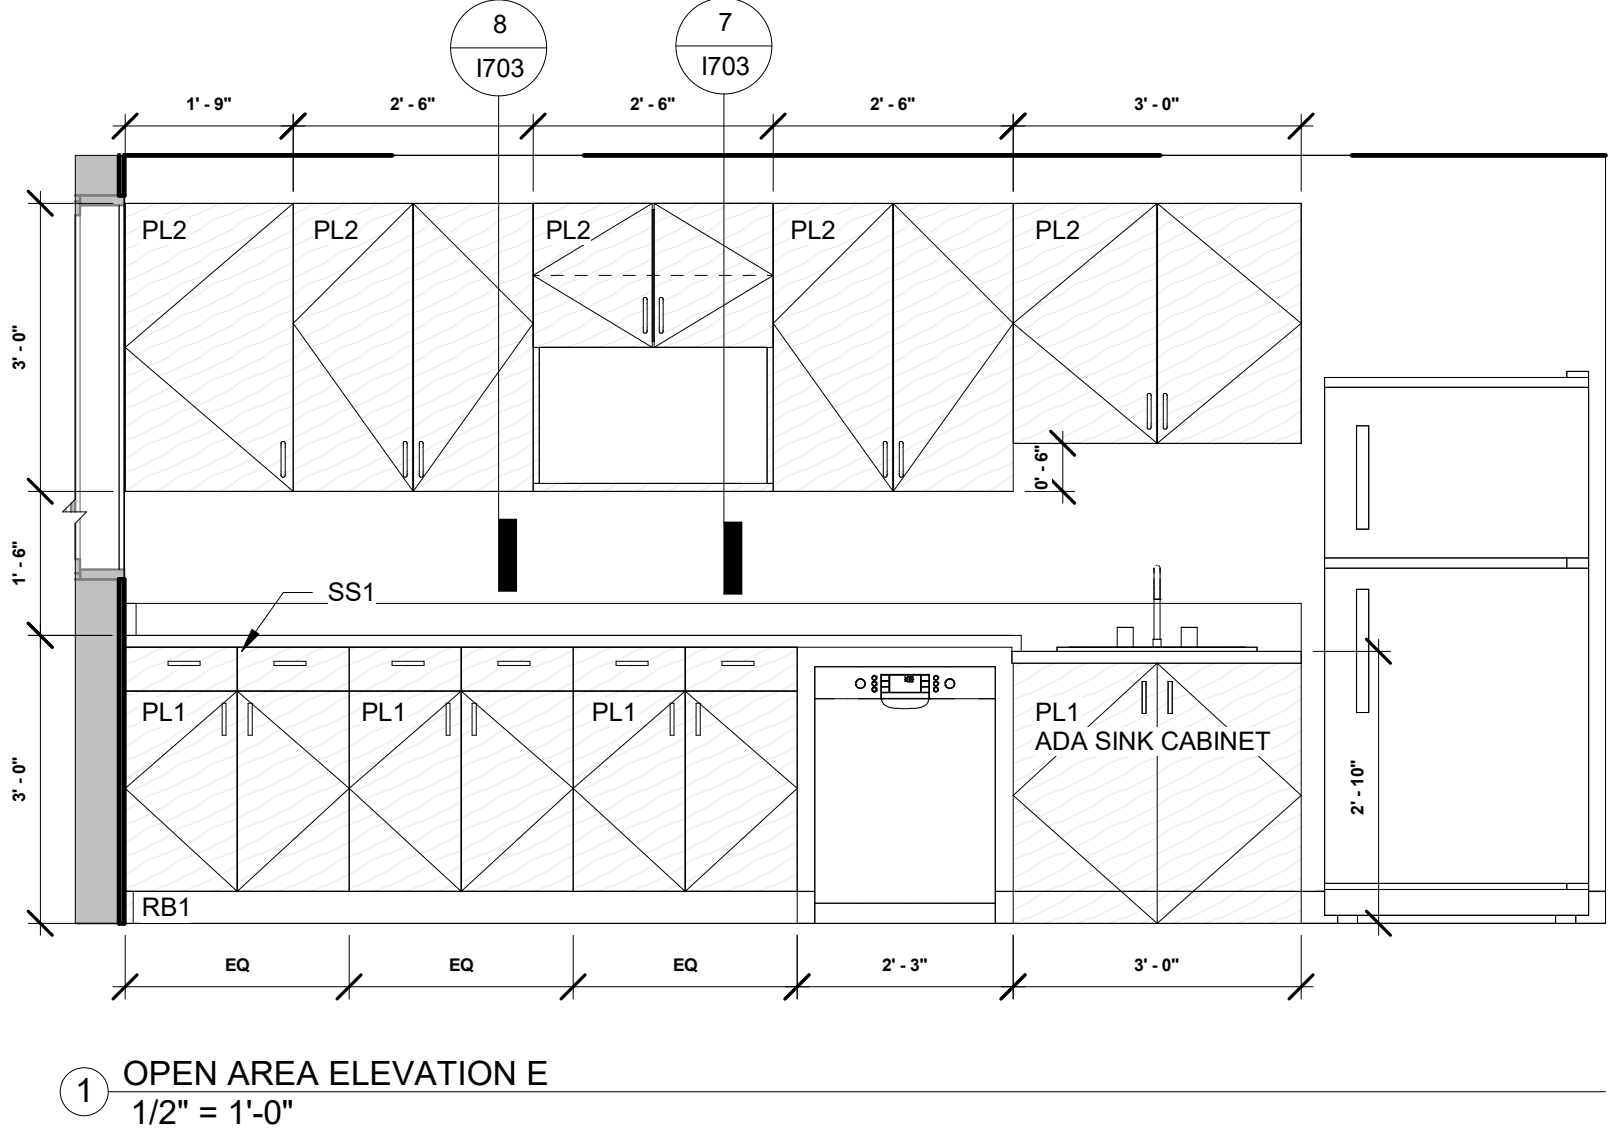 8
I703
7
I703
1' - 9"
2' - 6"
2' - 6"
2' - 6"
3' - 0"
PL2
PL2
PL2
PL2
PL2
3' - 0"
0' - 6"
1' - 6"
SS1
PL1
PL1
PL1
PL1
ADA SINK CABINET
3' - 0"
2' - 10"
RB1
EQ
EQ
EQ
2' - 3"
3' - 0"
1
OPEN AREA ELEVATION E
1/2" = 1'-0"